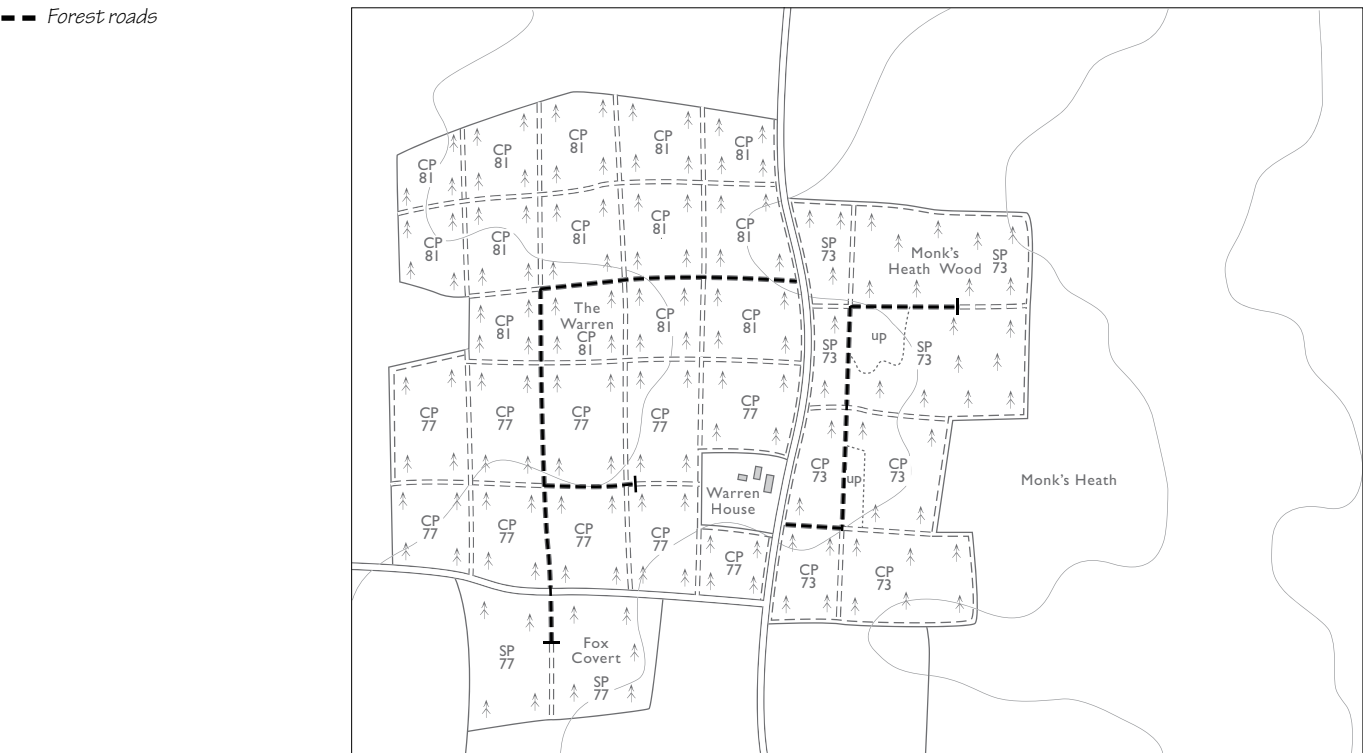 Forest roads
CP
81
CP
81
CP
81
CP
81
CP
81
CP
81
CP
81
CP
81
CP
81
CP
81
SP
73
Monk's
Heath Wood
SP
73
CP
81
The
Warren
CP
81
CP
81
CP
81
SP
73
up
SP
73
CP
77
CP
77
CP
77
CP
77
CP
77
CP
73
up
CP
73
Monk's Heath
Warren
House
CP
77
CP
77
CP
77
CP
77
CP
77
CP
73
CP
73
SP
77
Fox
Covert
SP
77